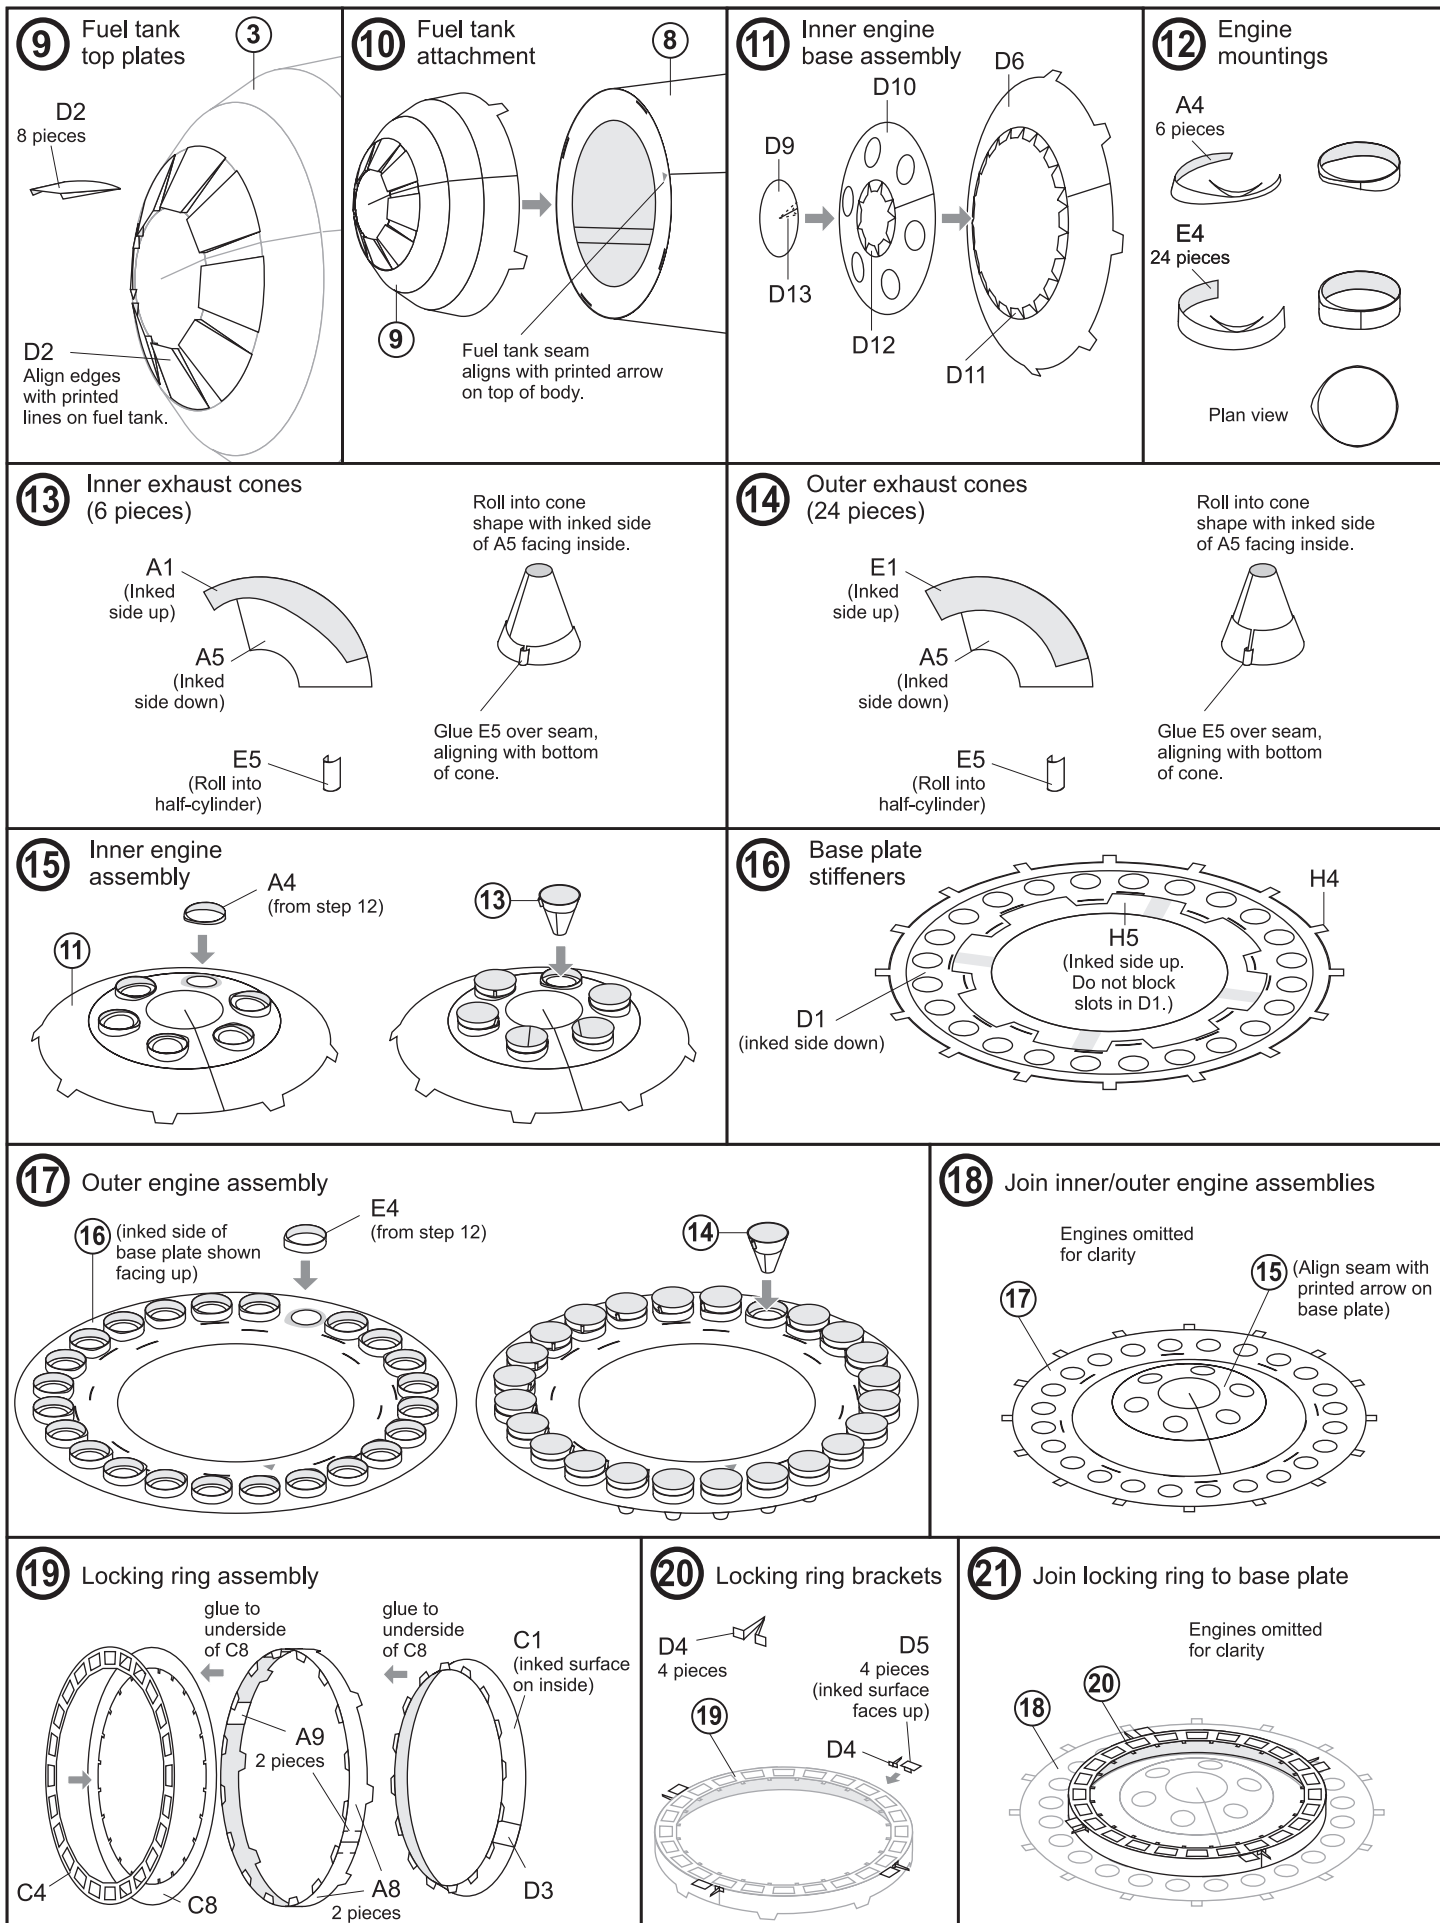 9
Fuel tank
top plates
3
D2
8 pieces
D2
Align edges
with printed
lines on fuel tank.
10
Fuel tank
attachment
8
9
Fuel tank seam
aligns with printed arrow
on top of body.
11
Inner engine
base assembly
D6
D10
D9
D13
D12
D11
12
Engine
mountings
A4
6 pieces
E4
24 pieces
Plan view
13
Inner exhaust cones
(6 pieces)
A1
(Inked
side up)
A5
(Inked
side down)
E5
(Roll into
half-cylinder)
Roll into cone
shape with inked side
of A5 facing inside.
Glue E5 over seam,
aligning with bottom
of cone.
14
Outer exhaust cones
(24 pieces)
E1
(Inked
side up)
A5
(Inked
side down)
E5
(Roll into
half-cylinder)
Roll into cone
shape with inked side
of A5 facing inside.
Glue E5 over seam,
aligning with bottom
of cone.
15
Inner engine
assembly
A4
(from step 12)
11
13
16
Base plate
stiffeners
H4
H5
(Inked side up.
Do not block
slots in D1.)
D1
(inked side down)
17
Outer engine assembly
16
(inked side of
base plate shown
facing up)
E4
(from step 12)
14
18
Join inner/outer engine assemblies
Engines omitted
for clarity
15
(Align seam with
printed arrow on
base plate)
17
19
Locking ring assembly
glue to
underside
of C8
glue to
underside
of C8
C1
(inked surface
on inside)
A9
2 pieces
C4
C8
A8
2 pieces
D3
20
Locking ring brackets
D4
4 pieces
D5
4 pieces
(inked surface
faces up)
19
D4
21
Join locking ring to base plate
Engines omitted
for clarity
20
18